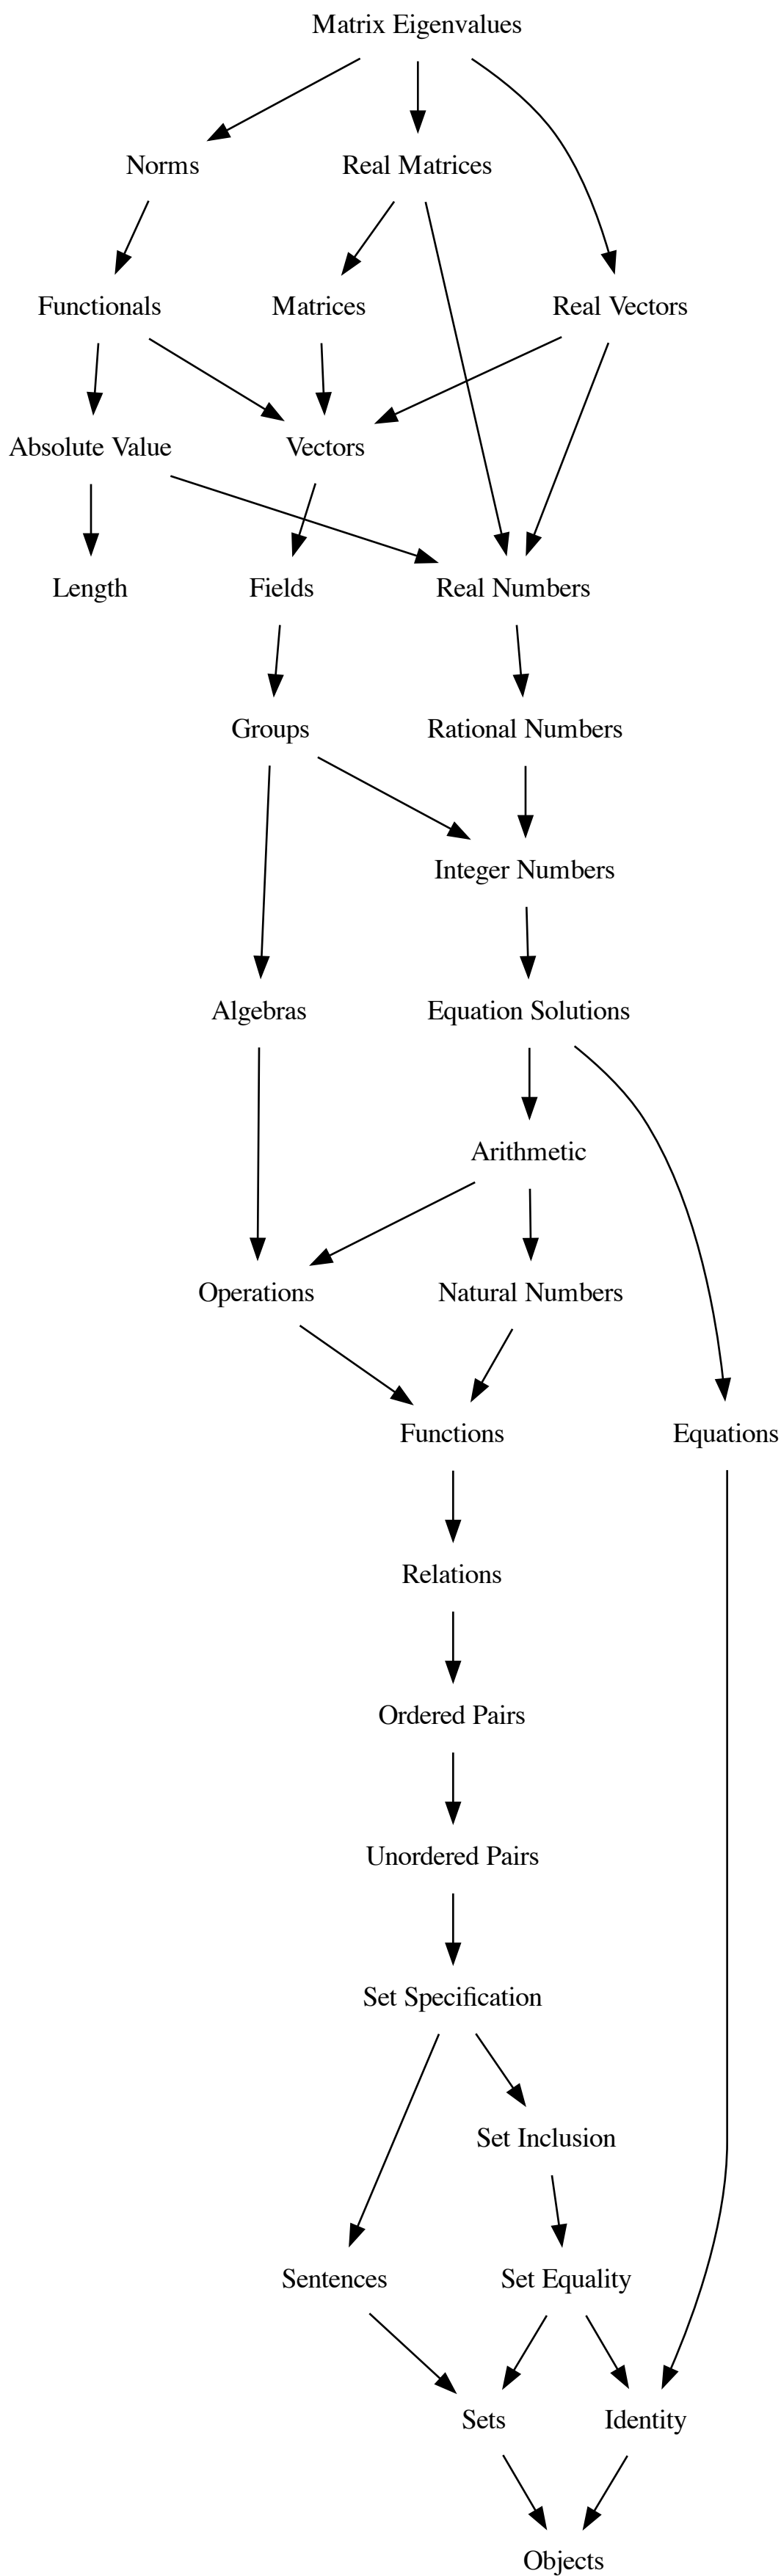 Matrix Eigenvalues
Norms
Real Matrices
Functionals
Matrices
Real Vectors
Absolute Value
Vectors
Length
Fields
Real Numbers
Groups
Rational Numbers
Integer Numbers
Algebras
Equation Solutions
Arithmetic
Operations
Natural Numbers
Functions
Equations
Relations
Ordered Pairs
Unordered Pairs
Set Specification
Set Inclusion
Sentences
Set Equality
Sets
Identity
Objects